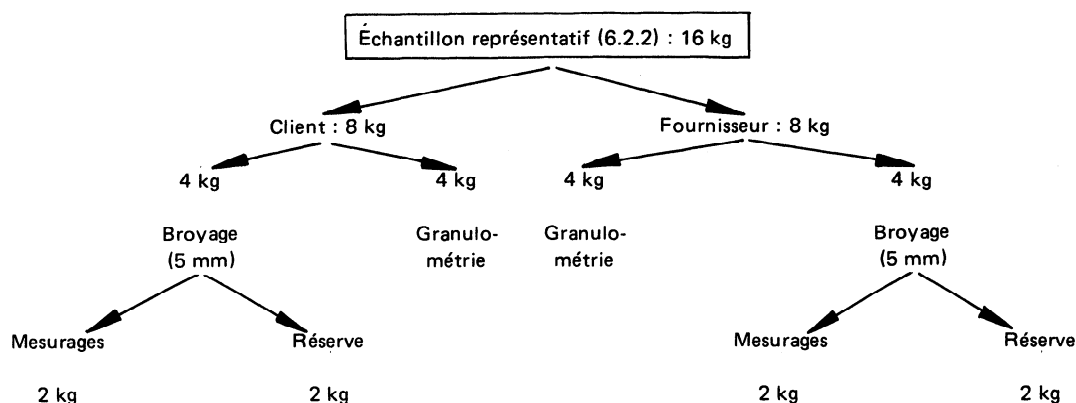 Échantillon représentatif (6.2.2) : 16 kg
Client : 8 kg
Fournisseur : 8 kg
4 kg
4 kg
4 kg
4 kg
Broyage
(5 mm)
Granulo-
métrie
Granulo-
métrie
Broyage
(5 mm)
Mesurages
Réserve
Mesurages
Réserve
2 kg
2 kg
2 kg
2 kg